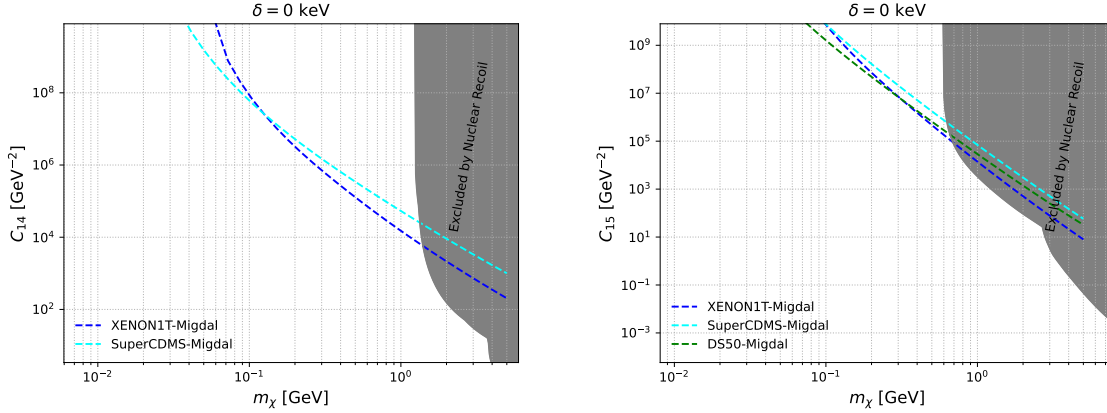 δ = 0 keV
C₁₄ [GeV⁻²]
10⁸
10⁶
10⁴
10²
Excluded by Nuclear Recoil
XENON1T-Migdal
SuperCDMS-Migdal
10⁻²
10⁻¹
10⁰
mᵪ [GeV]
δ = 0 keV
C₁₅ [GeV⁻²]
10⁹
10⁷
10⁵
10³
10¹
10⁻¹
10⁻³
Excluded by Nuclear Recoil
XENON1T-Migdal
SuperCDMS-Migdal
DS50-Migdal
10⁻²
10⁻¹
10⁰
mᵪ [GeV]